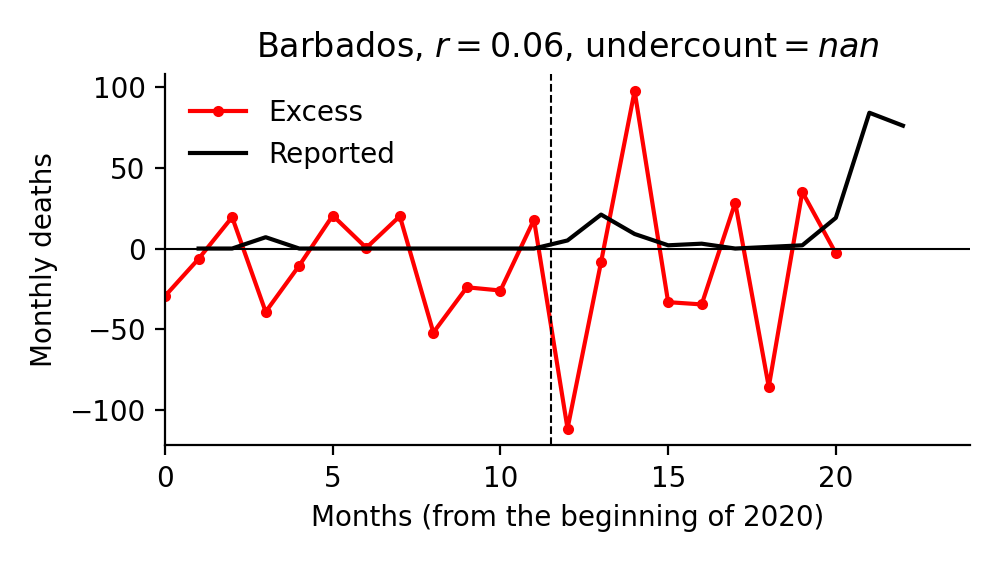 Barbados, r = 0.06, undercount = nan
100
50
0
−50
−100
Monthly deaths
Excess
Reported
0 5 10 15 20
Months (from the beginning of 2020)